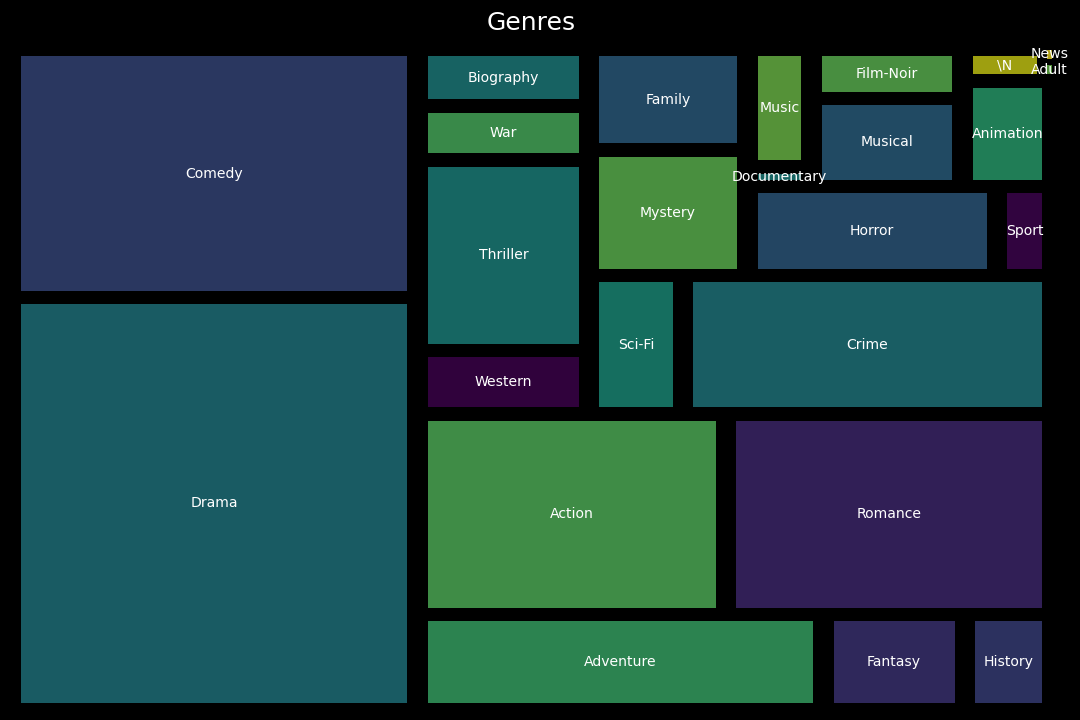 Genres
Comedy
Drama
Biography
War
Thriller
Western
Family
Mystery
Music
Documentary
Film-Noir
Musical
\N
News
Adult
Animation
Horror
Sport
Sci-Fi
Crime
Action
Romance
Adventure
Fantasy
History